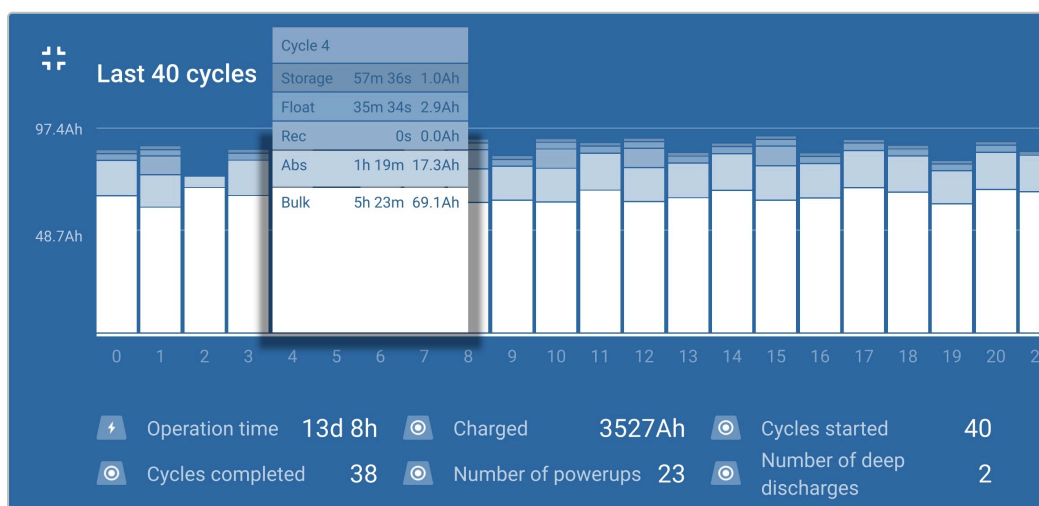 Cycle 4
Last 40 cycles
Storage 57m 36s 1.0Ah
Float 35m 34s 2.9Ah
97.4Ah
Rec 0s 0.0Ah
Abs 1h 19m 17.3Ah
Bulk 5h 23m 69.1Ah
48.7Ah
0 1 2 3 4 5 6 7 8 9 10 11 12 13 14 15 16 17 18 19 20
Operation time 13d 8h Charged 3527Ah Cycles started 40
Cycles completed 38 Number of powerups 23 Number of deep
discharges 2